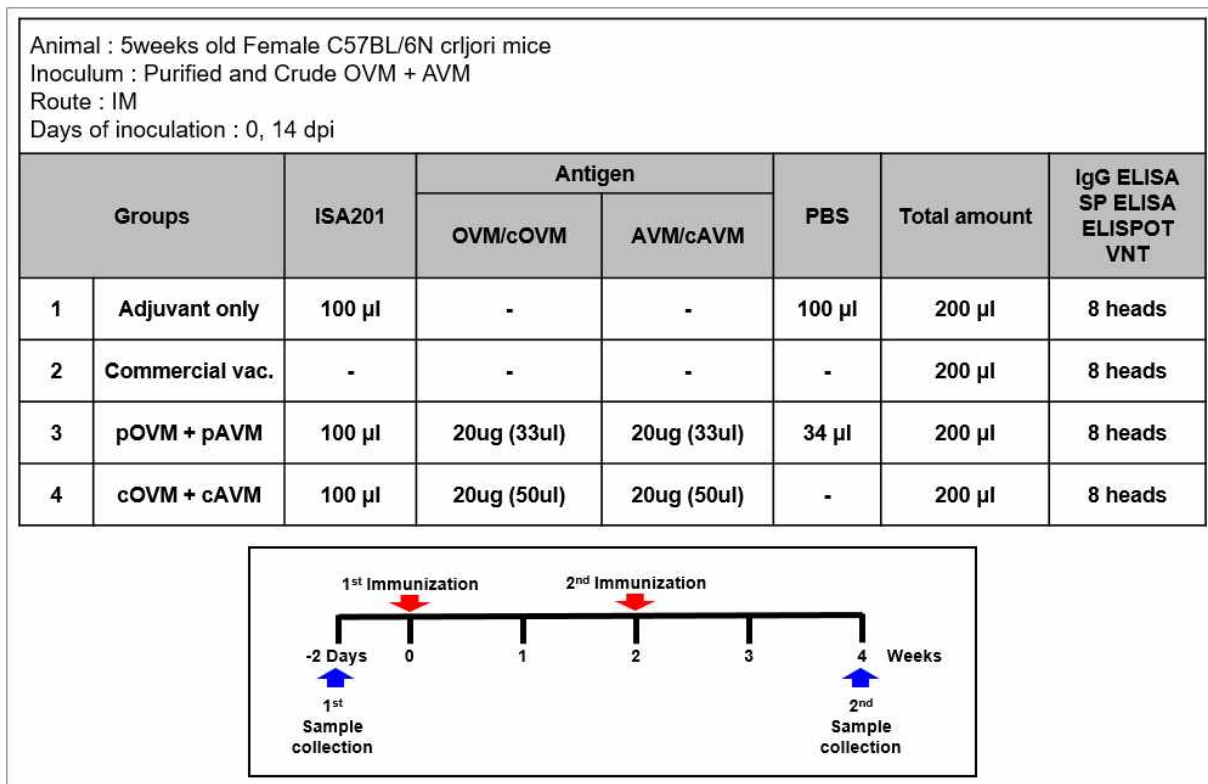 Animal : 5weeks old Female C57BL/6N crljori mice
Inoculum : Purified and Crude OVM + AVM
Route : IM
Days of inoculation : 0, 14 dpi
Groups ISA201 Antigen PBS Total amount IgG ELISA SP ELISA ELISPOT VNT
OVM/cOVM AVM/cAVM
1 Adjuvant only 100 µl - - 100 µl 200 µl 8 heads
2 Commercial vac. - - - - 200 µl 8 heads
3 pOVM + pAVM 100 µl 20ug (33ul) 20ug (33ul) 34 µl 200 µl 8 heads
4 cOVM + cAVM 100 µl 20ug (50ul) 20ug (50ul) - 200 µl 8 heads
1st Immunization 2nd Immunization
-2 Days 0 1 2 3 4 Weeks
1st 2nd
Sample Sample
collection collection